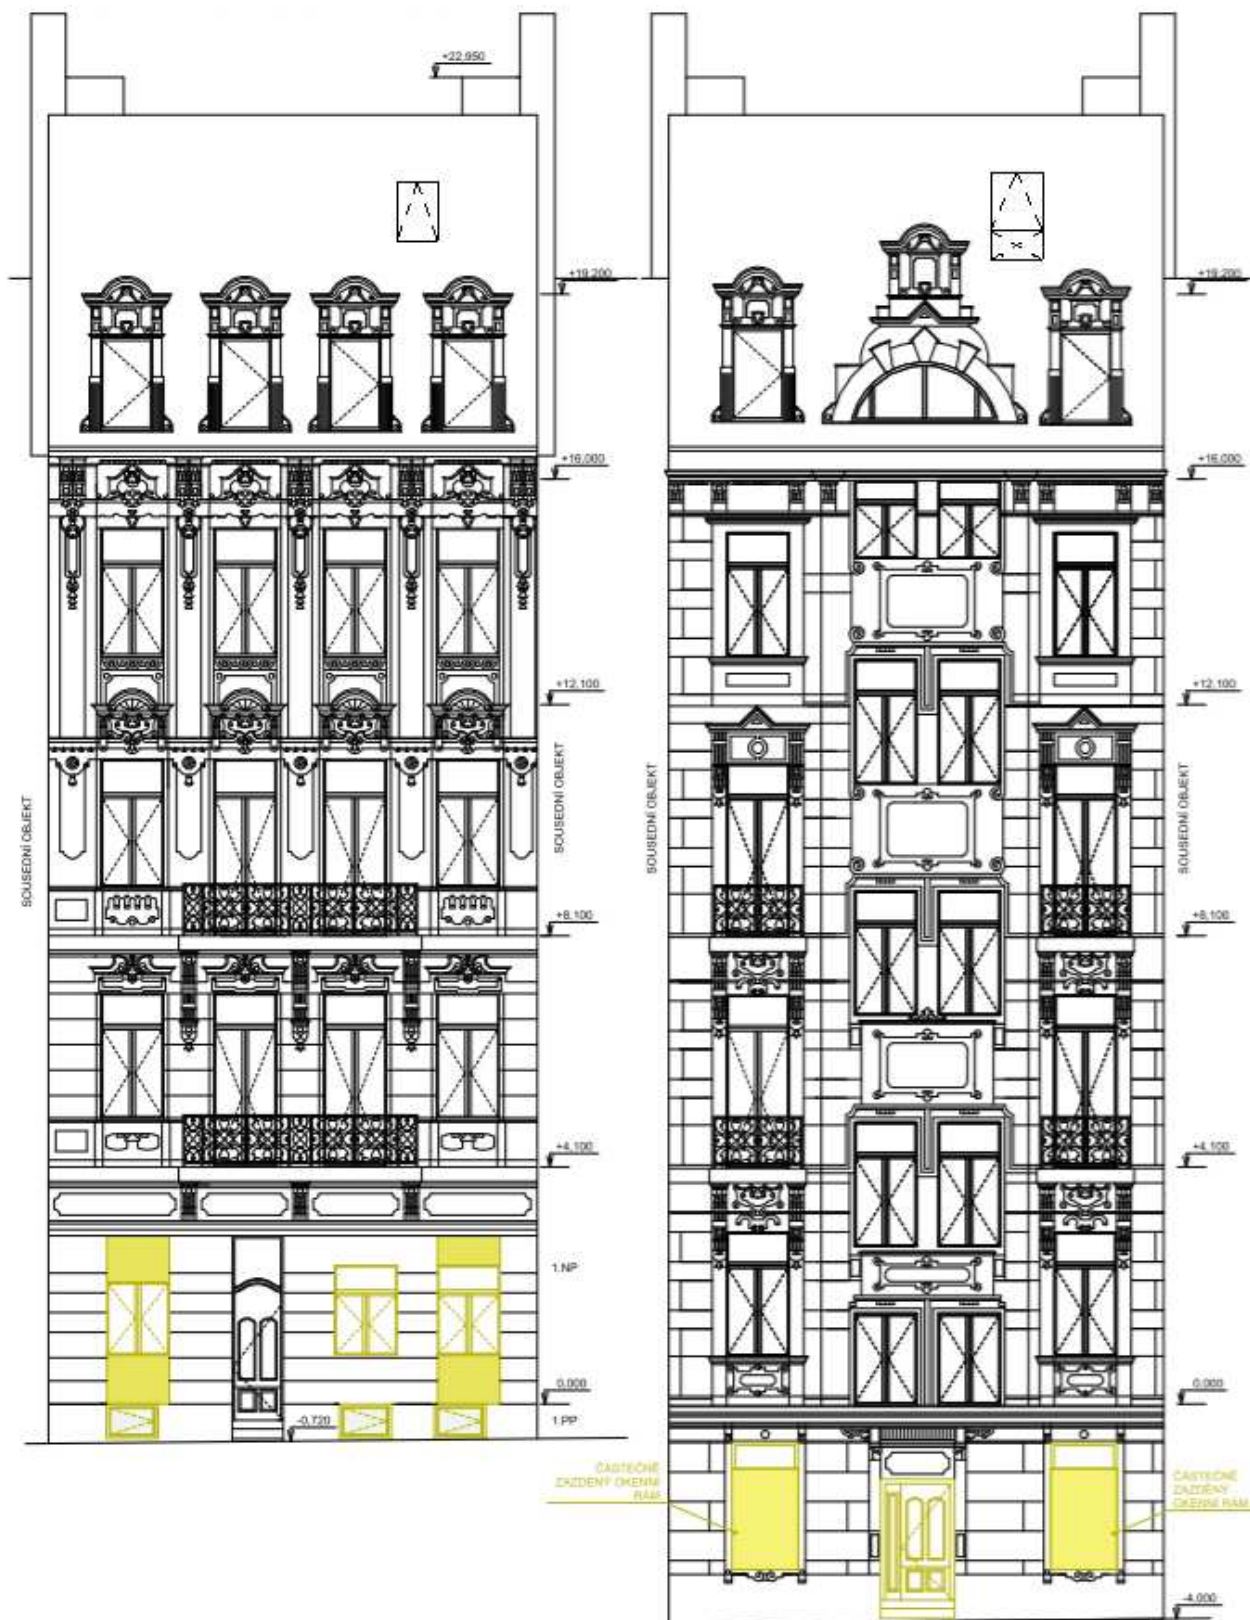 +22,950
+19,200
+19,200
+16,000
+16,000
+12,100
+12,100
SOUSEDNÍ OBJEKT
SOUSEDNÍ OBJEKT
SOUSEDNÍ OBJEKT
SOUSEDNÍ OBJEKT
+8,100
+8,100
+4,100
+4,100
1.NP
0,000
0,000
-0,720
1.PP
ČÁSTEČNĚ
ZAZDĚNÝ OKENNÍ
RÁM
ČÁSTEČNĚ
ZAZDĚNÝ
OKENNÍ RÁM
-4,000